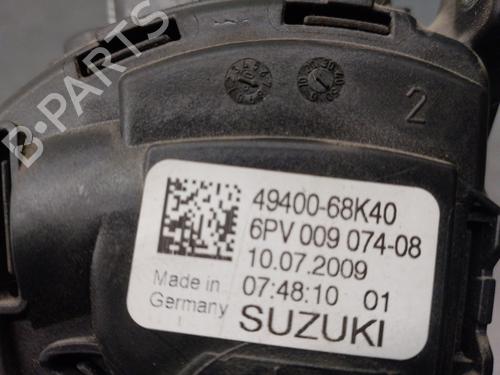 B-PARTS
2
49400-68K40
6PV 009 074-08
10.07.2009
Made in
Germany
07:48:10 01
SUZUKI